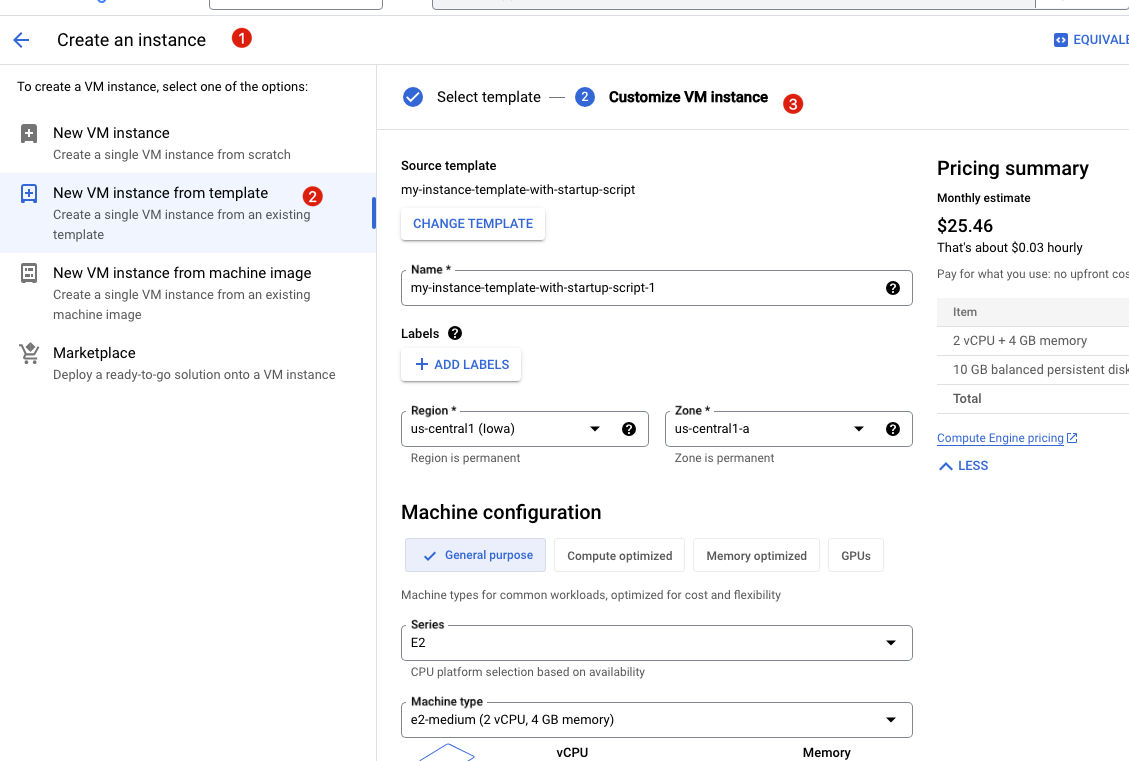 Create an instance
1
EQUIVALE
To create a VM instance, select one of the options:
New VM instance
Create a single VM instance from scratch
New VM instance from template
2
Create a single VM instance from an existing
template
New VM instance from machine image
Create a single VM instance from an existing
machine image
Marketplace
Deploy a ready-to-go solution onto a VM instance
Select template
2
Customize VM instance
3
Source template
my-instance-template-with-startup-script
CHANGE TEMPLATE
Name *
my-instance-template-with-startup-script-1
?
Labels ?
+ ADD LABELS
Region *
us-central1 (Iowa)
?
Region is permanent
Zone *
us-central1-a
?
Zone is permanent
Machine configuration
General purpose
Compute optimized
Memory optimized
GPUs
Machine types for common workloads, optimized for cost and flexibility
Series
E2
CPU platform selection based on availability
Machine type
e2-medium (2 vCPU, 4 GB memory)
vCPU
Memory
Pricing summary
Monthly estimate
$25.46
That's about $0.03 hourly
Pay for what you use: no upfront cos
Item
2 vCPU + 4 GB memory
10 GB balanced persistent disk
Total
Compute Engine pricing
LESS